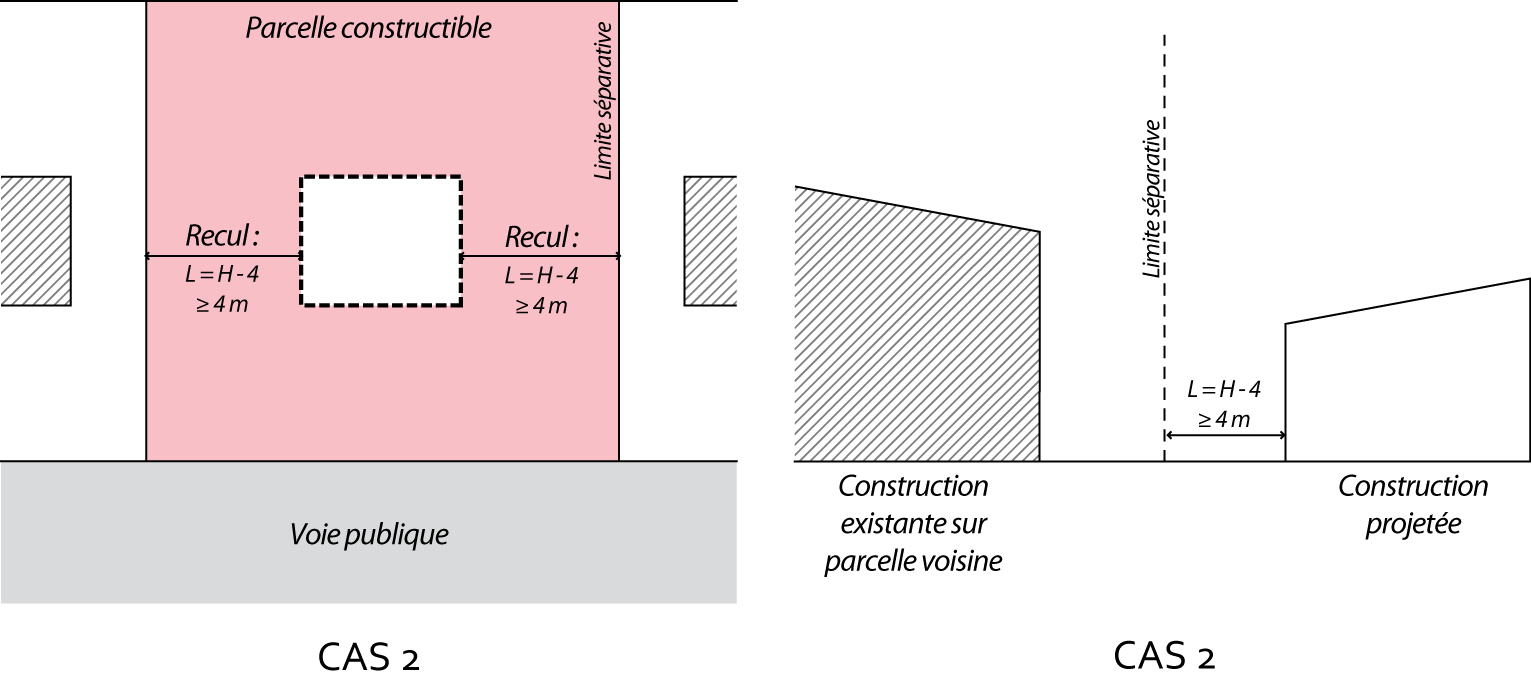 Parcelle constructible
Limite séparative
Recul :
L = H - 4
≥ 4 m
Recul :
L = H - 4
≥ 4 m
Voie publique
CAS 2
Limite séparative
L = H - 4
≥ 4 m
Construction
existante sur
parcelle voisine
Construction
projetée
CAS 2